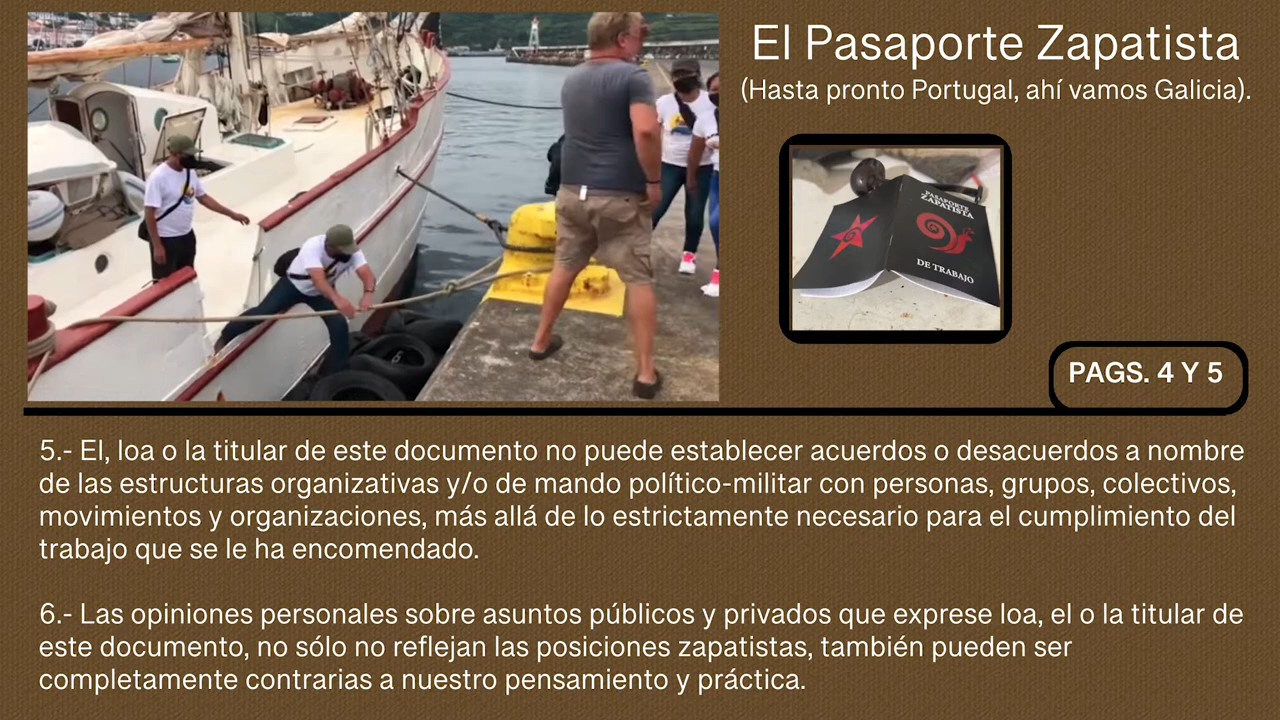 El Pasaporte Zapatista
(Hasta pronto Portugal, ahí vamos Galicia).
PASAPORTE
ZAPATISTA
DE TRABAJO
PAGS. 4 Y 5
5.- El, loa o la titular de este documento no puede establecer acuerdos o desacuerdos a nombre
de las estructuras organizativas y/o de mando político-militar con personas, grupos, colectivos,
movimientos y organizaciones, más allá de lo estrictamente necesario para el cumplimiento del
trabajo que se le ha encomendado.
6.- Las opiniones personales sobre asuntos públicos y privados que exprese loa, el o la titular de
este documento, no sólo no reflejan las posiciones zapatistas, también pueden ser
completamente contrarias a nuestro pensamiento y práctica.